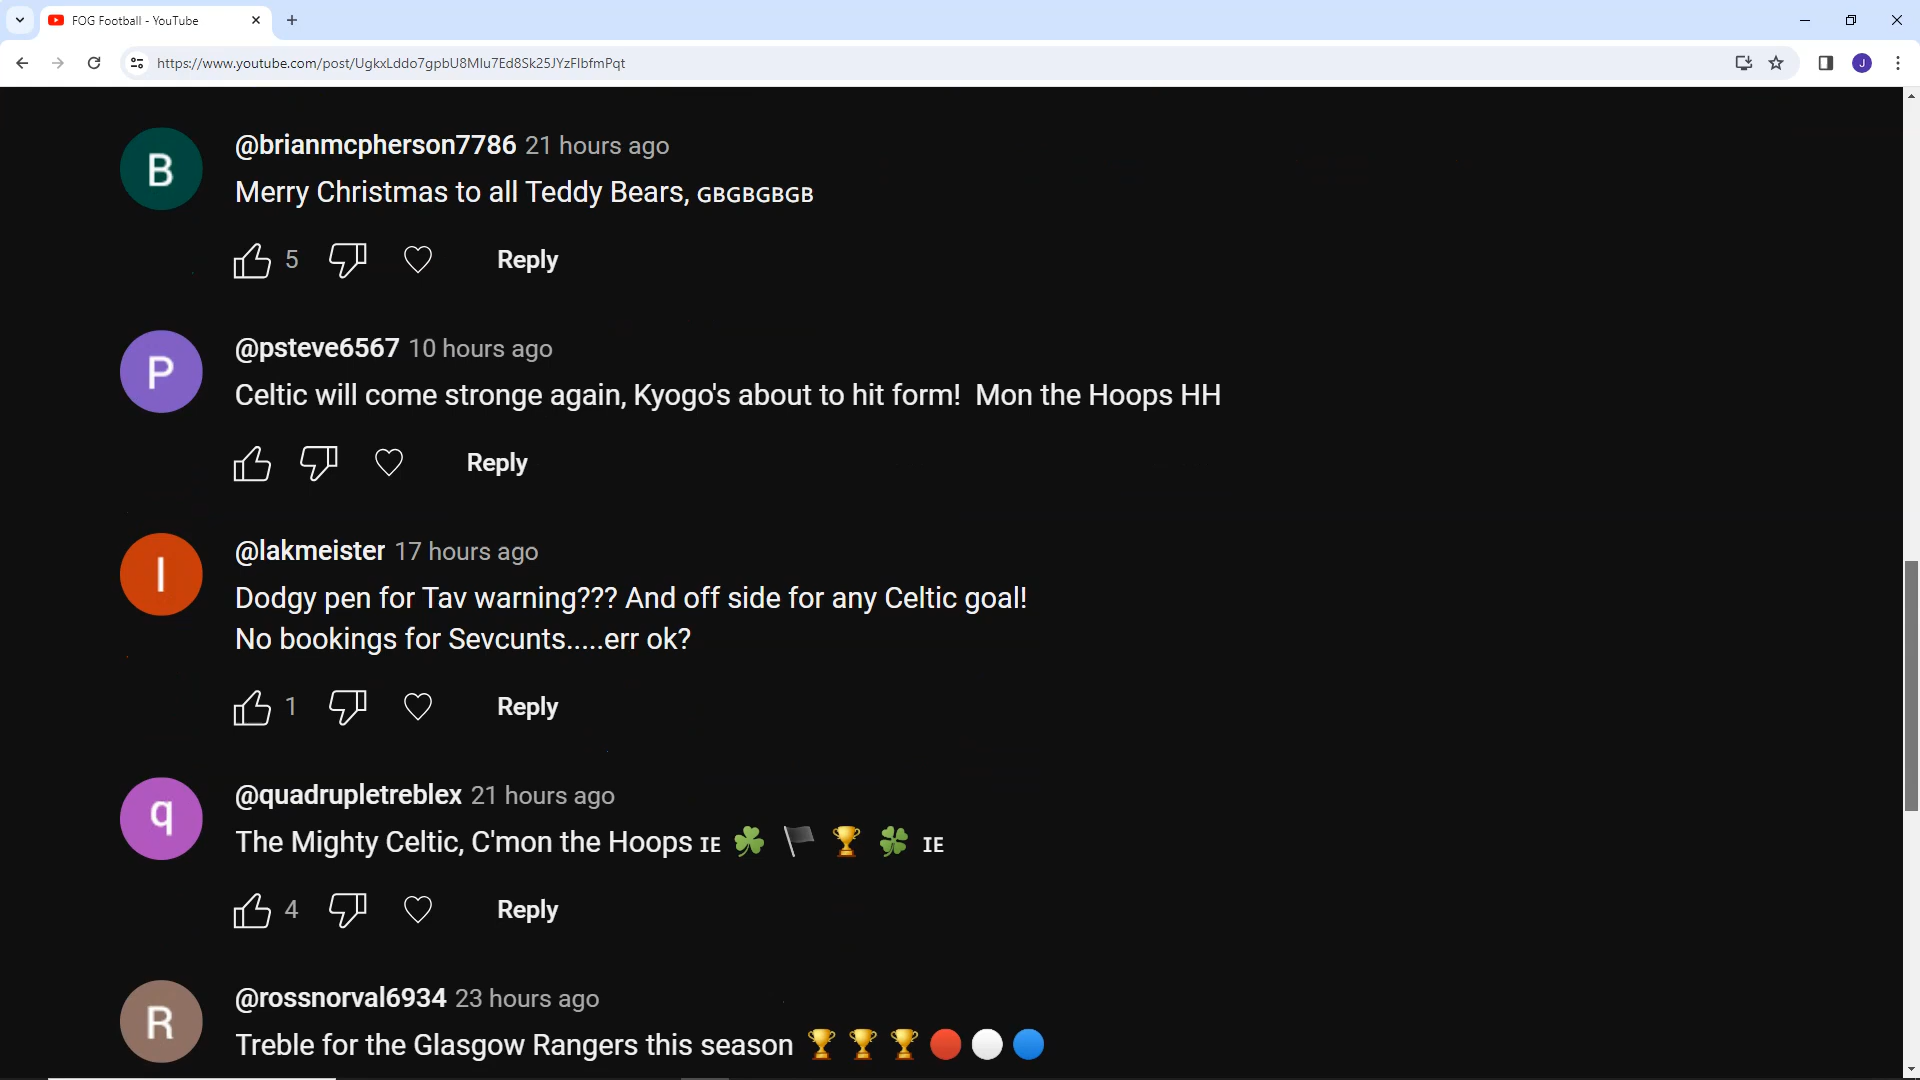 FOG Football - YouTube
https://www.youtube.com/post/UgkxLddo7gpbU8Mlu7Ed8Sk25JYzFlbfmPqt
J
B
@brianmcpherson7786 21 hours ago
Merry Christmas to all Teddy Bears, GBGBGBGB
5 Reply
P
@psteve6567 10 hours ago
Celtic will come stronge again, Kyogo's about to hit form!  Mon the Hoops HH
Reply
l
@lakmeister 17 hours ago
Dodgy pen for Tav warning??? And off side for any Celtic goal!
No bookings for Sevcunts.....err ok?
1 Reply
q
@quadrupletreblex 21 hours ago
The Mighty Celtic, C'mon the Hoops IE ☘️ 🏴 🏆 🍀 IE
4 Reply
R
@rossnorval6934 23 hours ago
Treble for the Glasgow Rangers this season 🏆 🏆 🏆 🔴 ⚪ 🔵